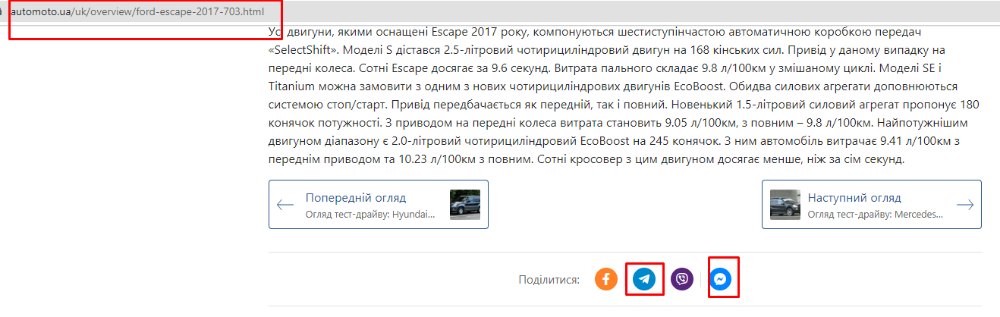 automoto.ua/uk/overview/ford-escape-2017-703.html
Усі двигуни, якими оснащені Escape 2017 року, компонуються шестиступінчастою автоматичною коробкою передач
«SelectShift». Моделі S дістався 2.5-літровий чотирициліндровий двигун на 168 кінських сил. Привід у даному випадку на
передні колеса. Сотні Escape досягає за 9.6 секунд. Витрата пального складає 9.8 л/100км у змішаному циклі. Моделі SE і
Titanium можна замовити з одним з нових чотирициліндрових двигунів EcoBoost. Обидва силових агрегати доповнюються
системою стоп/старт. Привід передбачається як передній, так і повний. Новенький 1.5-літровий силовий агрегат пропонує 180
конячок потужності. З приводом на передні колеса витрата становить 9.05 л/100км, з повним – 9.8 л/100км. Найпотужнішим
двигуном діапазону є 2.0-літровий чотирициліндровий EcoBoost на 245 конячок. З ним автомобіль витрачає 9.41 л/100км з
переднім приводом та 10.23 л/100км з повним. Сотні кросовер з цим двигуном досягає менше, ніж за сім секунд.
Попередній огляд
Огляд тест-драйву: Hyundai...
Наступний огляд
Огляд тест-драйву: Mercedes...
Поділитися: